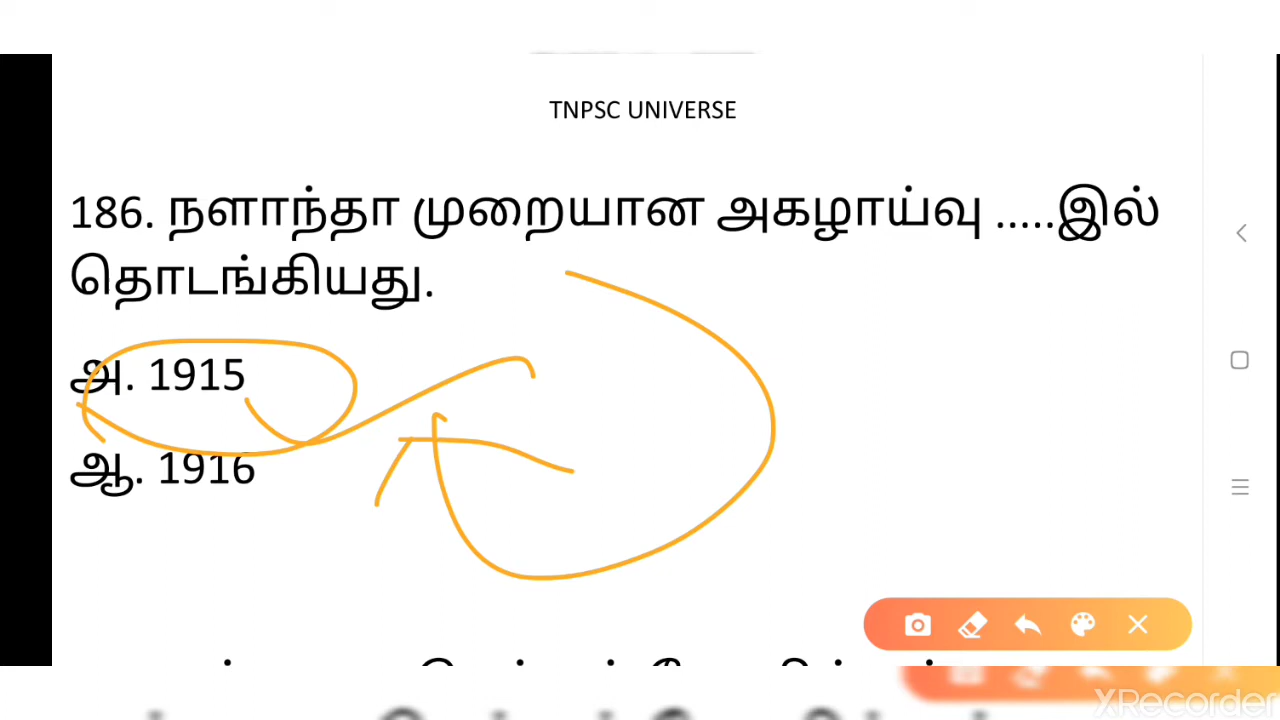 TNPSC UNIVERSE
186. நளாந்தா முறையான அகழாய்வு .....இல்
தொடங்கியது.
அ. 1915
ஆ. 1916
XRecorder